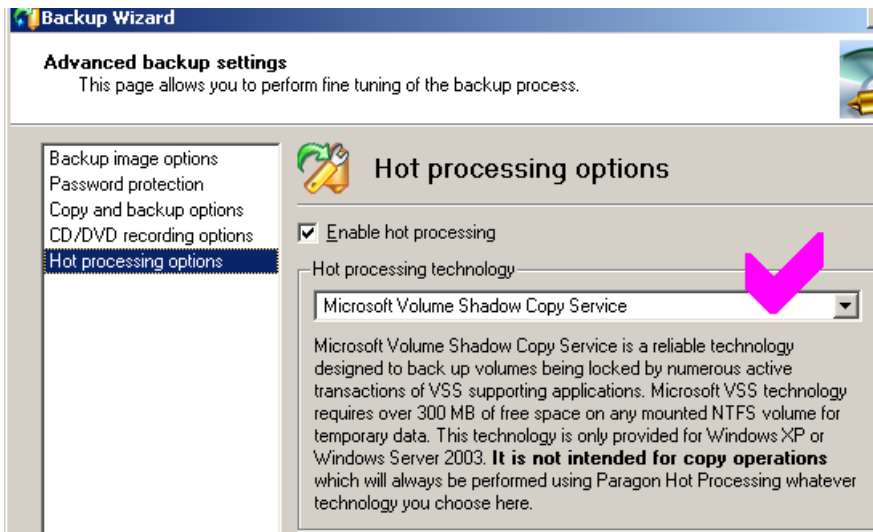 Backup Wizard
Advanced backup settings
This page allows you to perform fine tuning of the backup process.
Backup image options
Password protection
Copy and backup options
CD/DVD recording options
Hot processing options
Hot processing options
Enable hot processing
Hot processing technology
Microsoft Volume Shadow Copy Service
Microsoft Volume Shadow Copy Service is a reliable technology
designed to back up volumes being locked by numerous active
transactions of VSS supporting applications. Microsoft VSS technology
requires over 300 MB of free space on any mounted NTFS volume for
temporary data. This technology is only provided for Windows XP or
Windows Server 2003. It is not intended for copy operations
which will always be performed using Paragon Hot Processing whatever
technology you choose here.